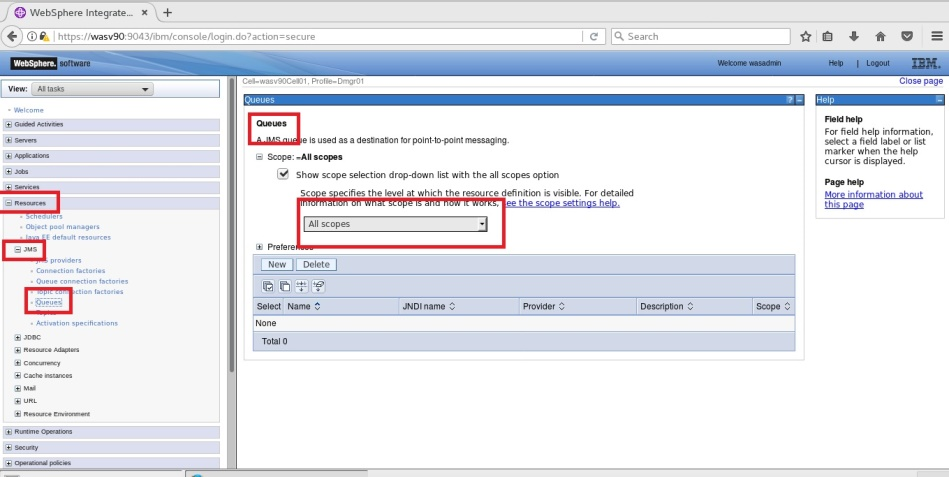 WebSphere Integrate...
https://wasv90:9043/ibm/console/login.do?action=secure
Search
WebSphere. software
Welcome wasadmin
Help | Logout
IBM.
Cell=wasv90Cell01, Profile=Dmgr01
Close page
View: All tasks
Welcome
Guided Activities
Servers
Applications
Jobs
Services
Resources
Schedulers
Object pool managers
Java EE default resources
JMS
JMS providers
Connection factories
Queue connection factories
Topic connection factories
Queues
Topics
Activation specifications
JDBC
Resource Adapters
Concurrency
Cache instances
Mail
URL
Resource Environment
Runtime Operations
Security
Operational policies
Queues
Queues
A JMS queue is used as a destination for point-to-point messaging.
Scope: =All scopes
Show scope selection drop-down list with the all scopes option
Scope specifies the level at which the resource definition is visible. For detailed
information on what scope is and how it works, see the scope settings help.
All scopes
Preferences
New Delete
Select Name JNDI name Provider Description Scope
None
Total 0
Help
Field help
For field help information,
select a field label or list
marker when the help
cursor is displayed.
Page help
More information about
this page